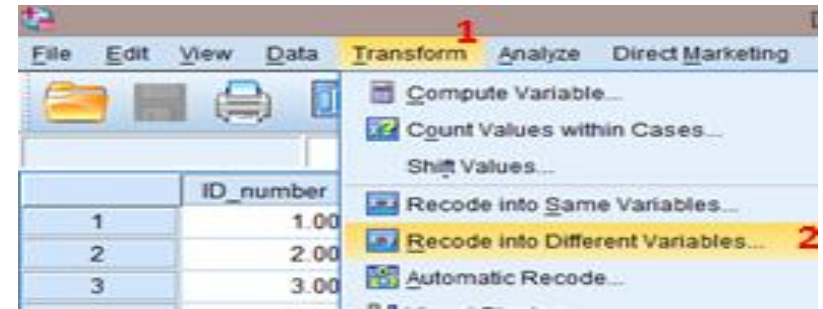 1
File Edit View Data Transform Analyze Direct Marketing
Compute Variable...
Count Values within Cases...
Shift Values...
ID_number
Recode into Same Variables...
1 1.00
Recode into Different Variables... 2
2 2.00
Automatic Recode...
3 3.00